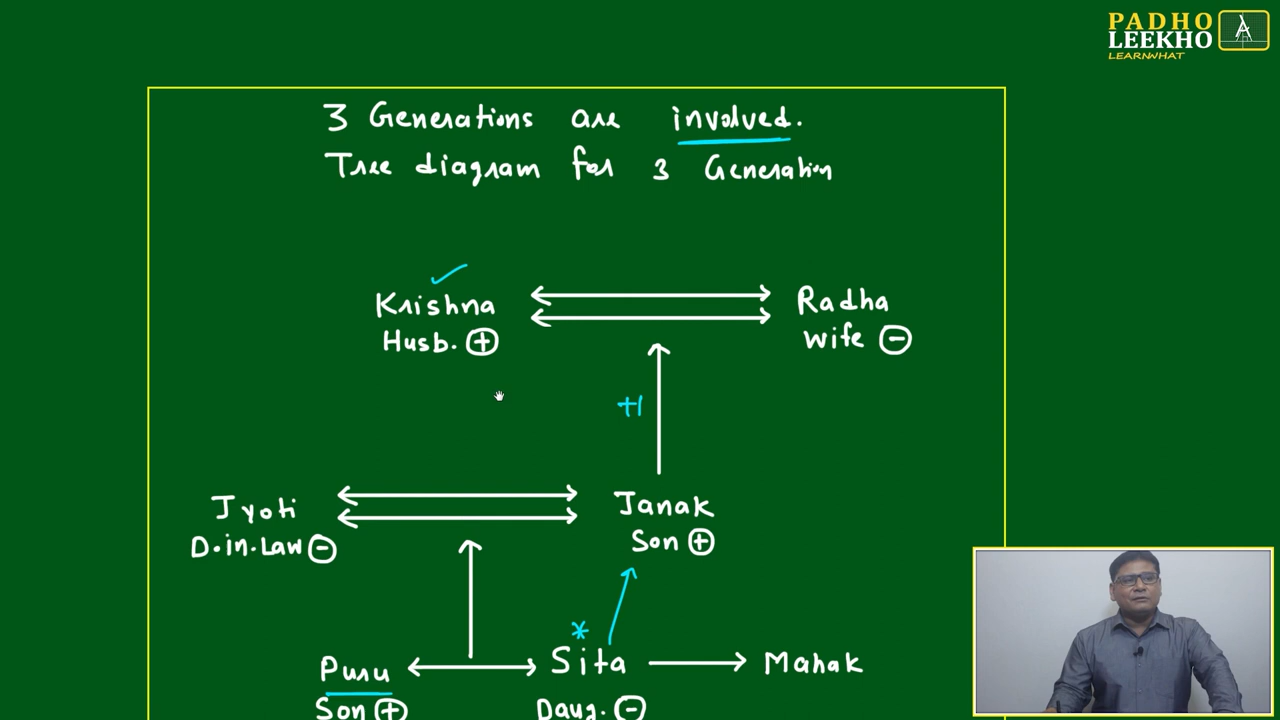 PADHO
LEEKHO
LEARNWHAT
3 Generations are involved.
Tree diagram for 3 Generation
Krishna Radha
Husb. + wife -
+1
Jyoti Janak
D.in.Law - Son +
*
Puru Sita Mahak
Son + Daug. -